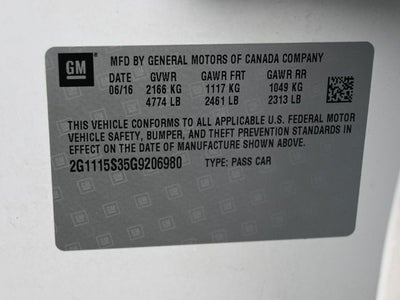 GM MFD BY GENERAL MOTORS OF CANADA COMPANY
DATE GVWR GAWR FRT GAWR RR
06/16 2166 KG 1117 KG 1049 KG
4774 LB 2461 LB 2313 LB
THIS VEHICLE CONFORMS TO ALL APPLICABLE U.S. FEDERAL MOTOR
VEHICLE SAFETY, BUMPER, AND THEFT PREVENTION STANDARDS IN
EFFECT ON THE DATE OF MANUFACTURE SHOWN ABOVE.
2G1115S35G9206980 TYPE: PASS CAR